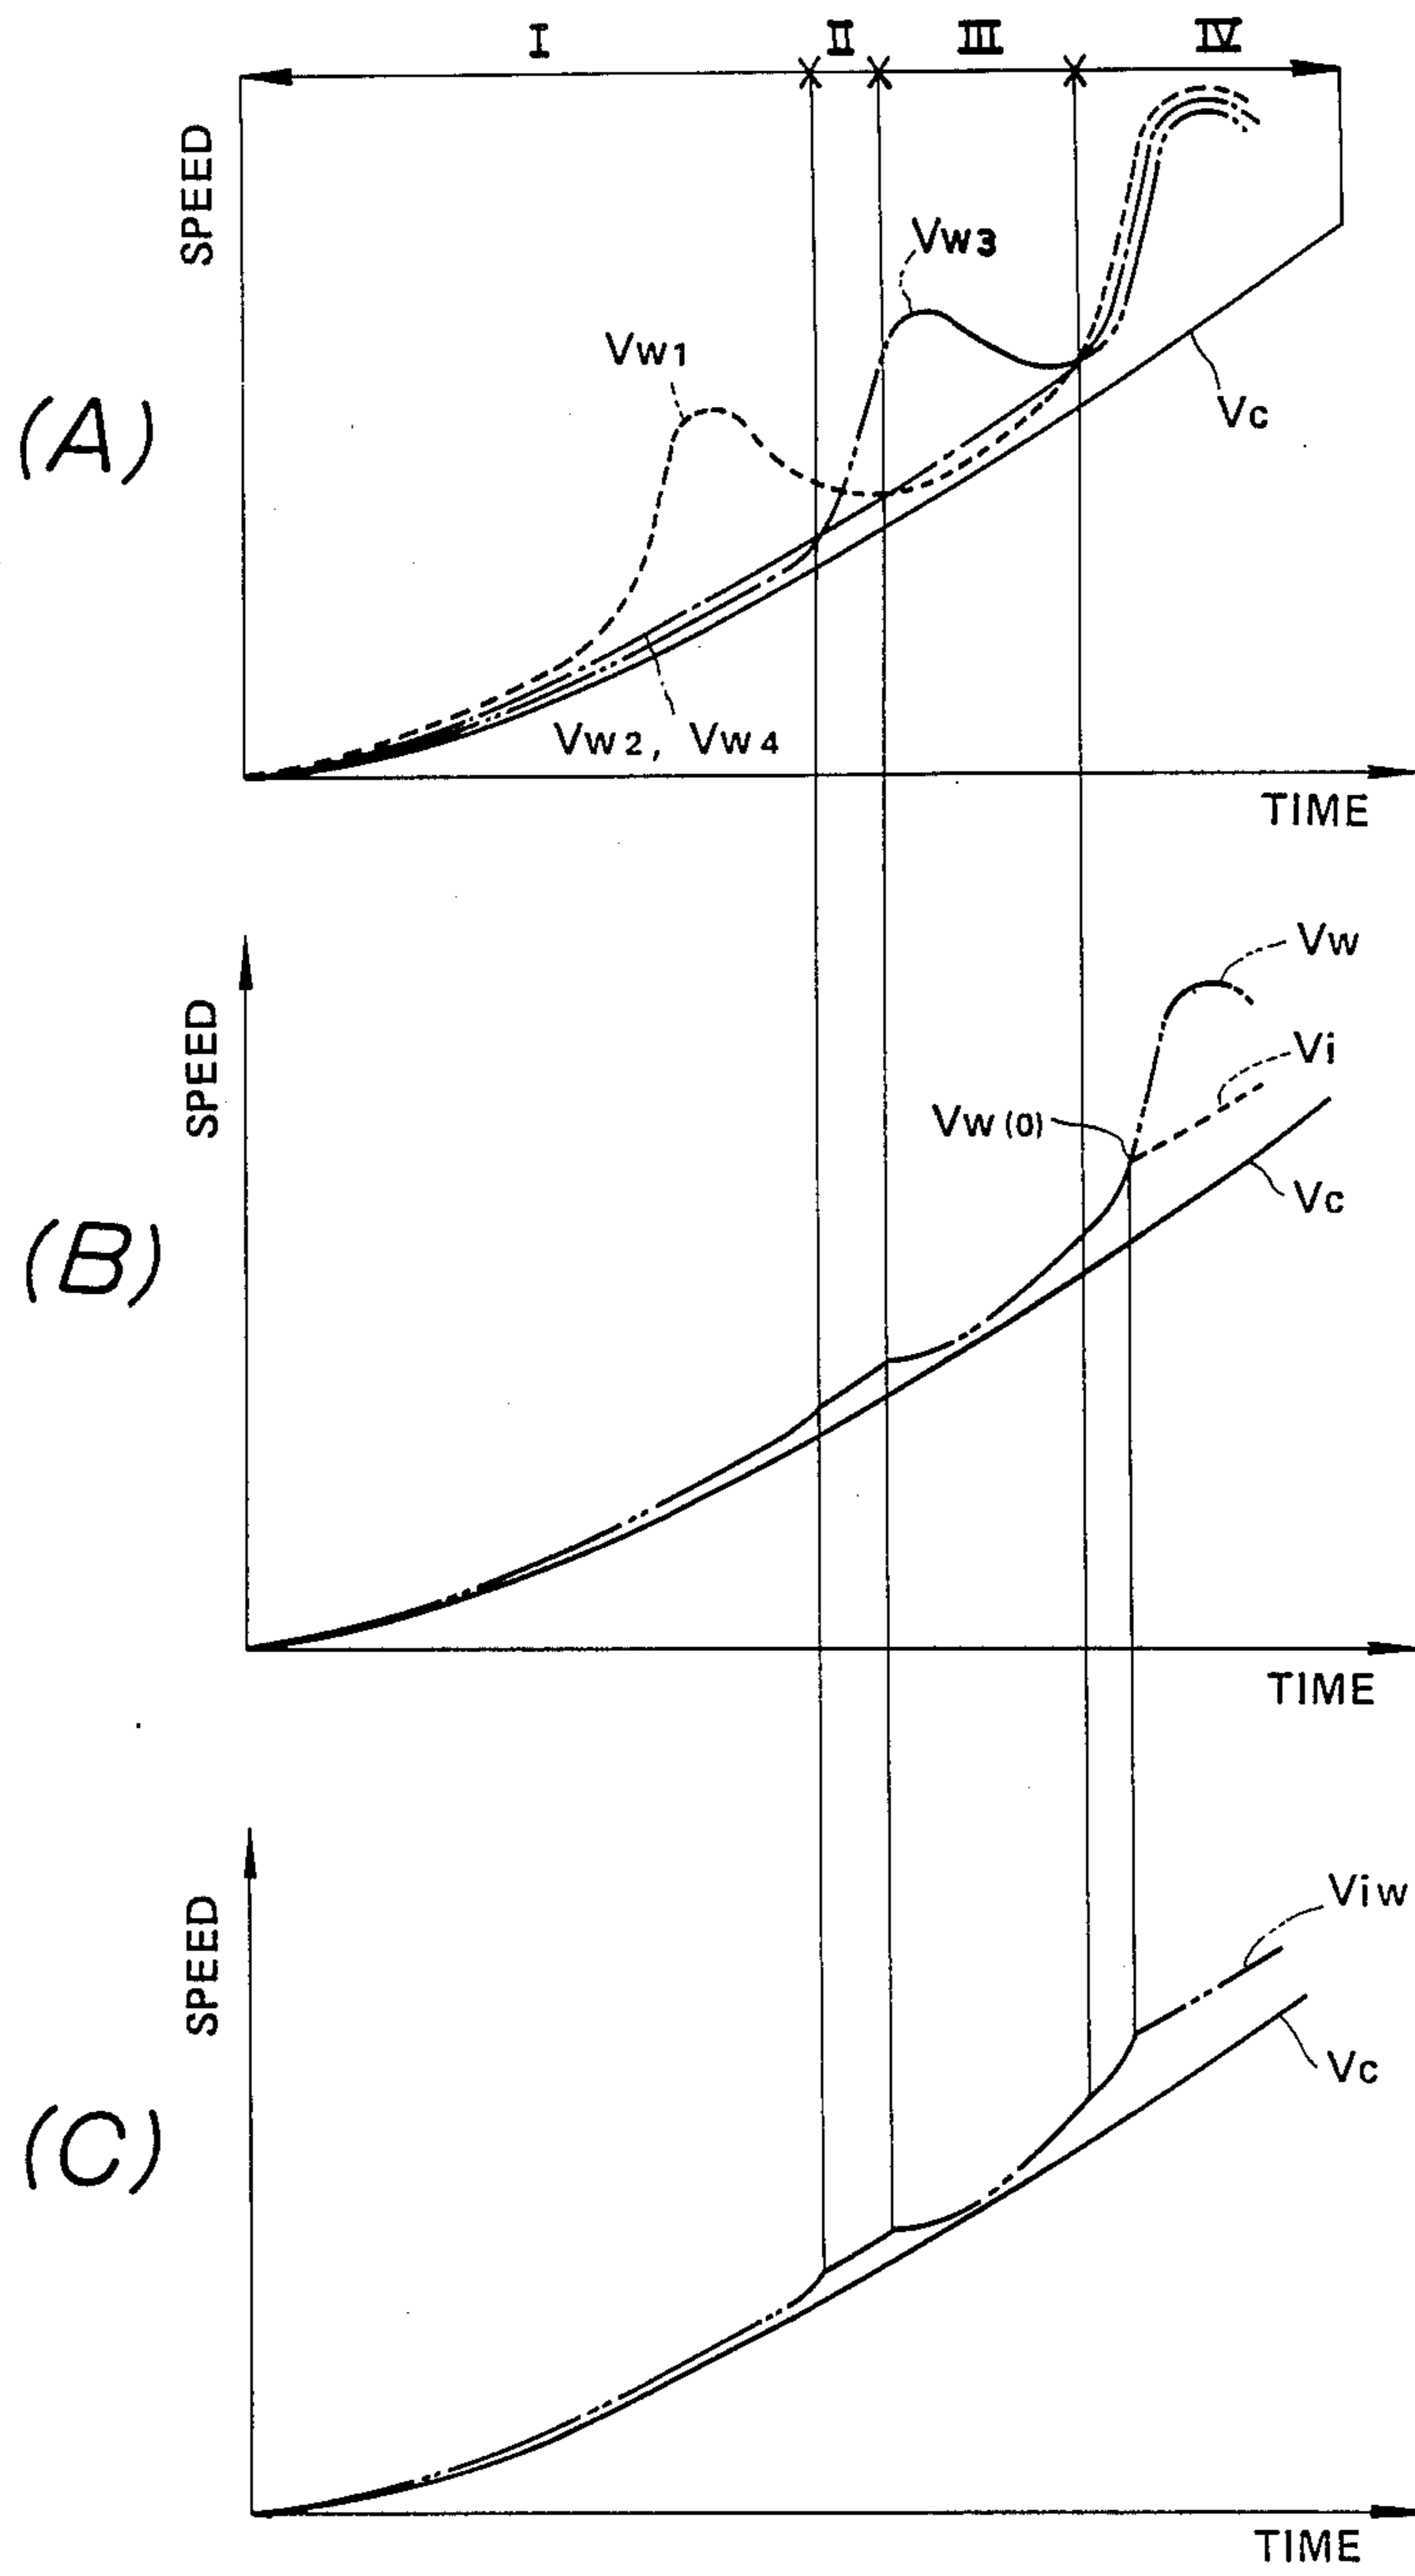 I II III IV
SPEED
Vw3
Vw1
(A)
Vc
Vw2, Vw4
TIME
Vw
SPEED
Vi
Vw(0)
Vc
(B)
TIME
Viw
SPEED
Vc
(C)
TIME